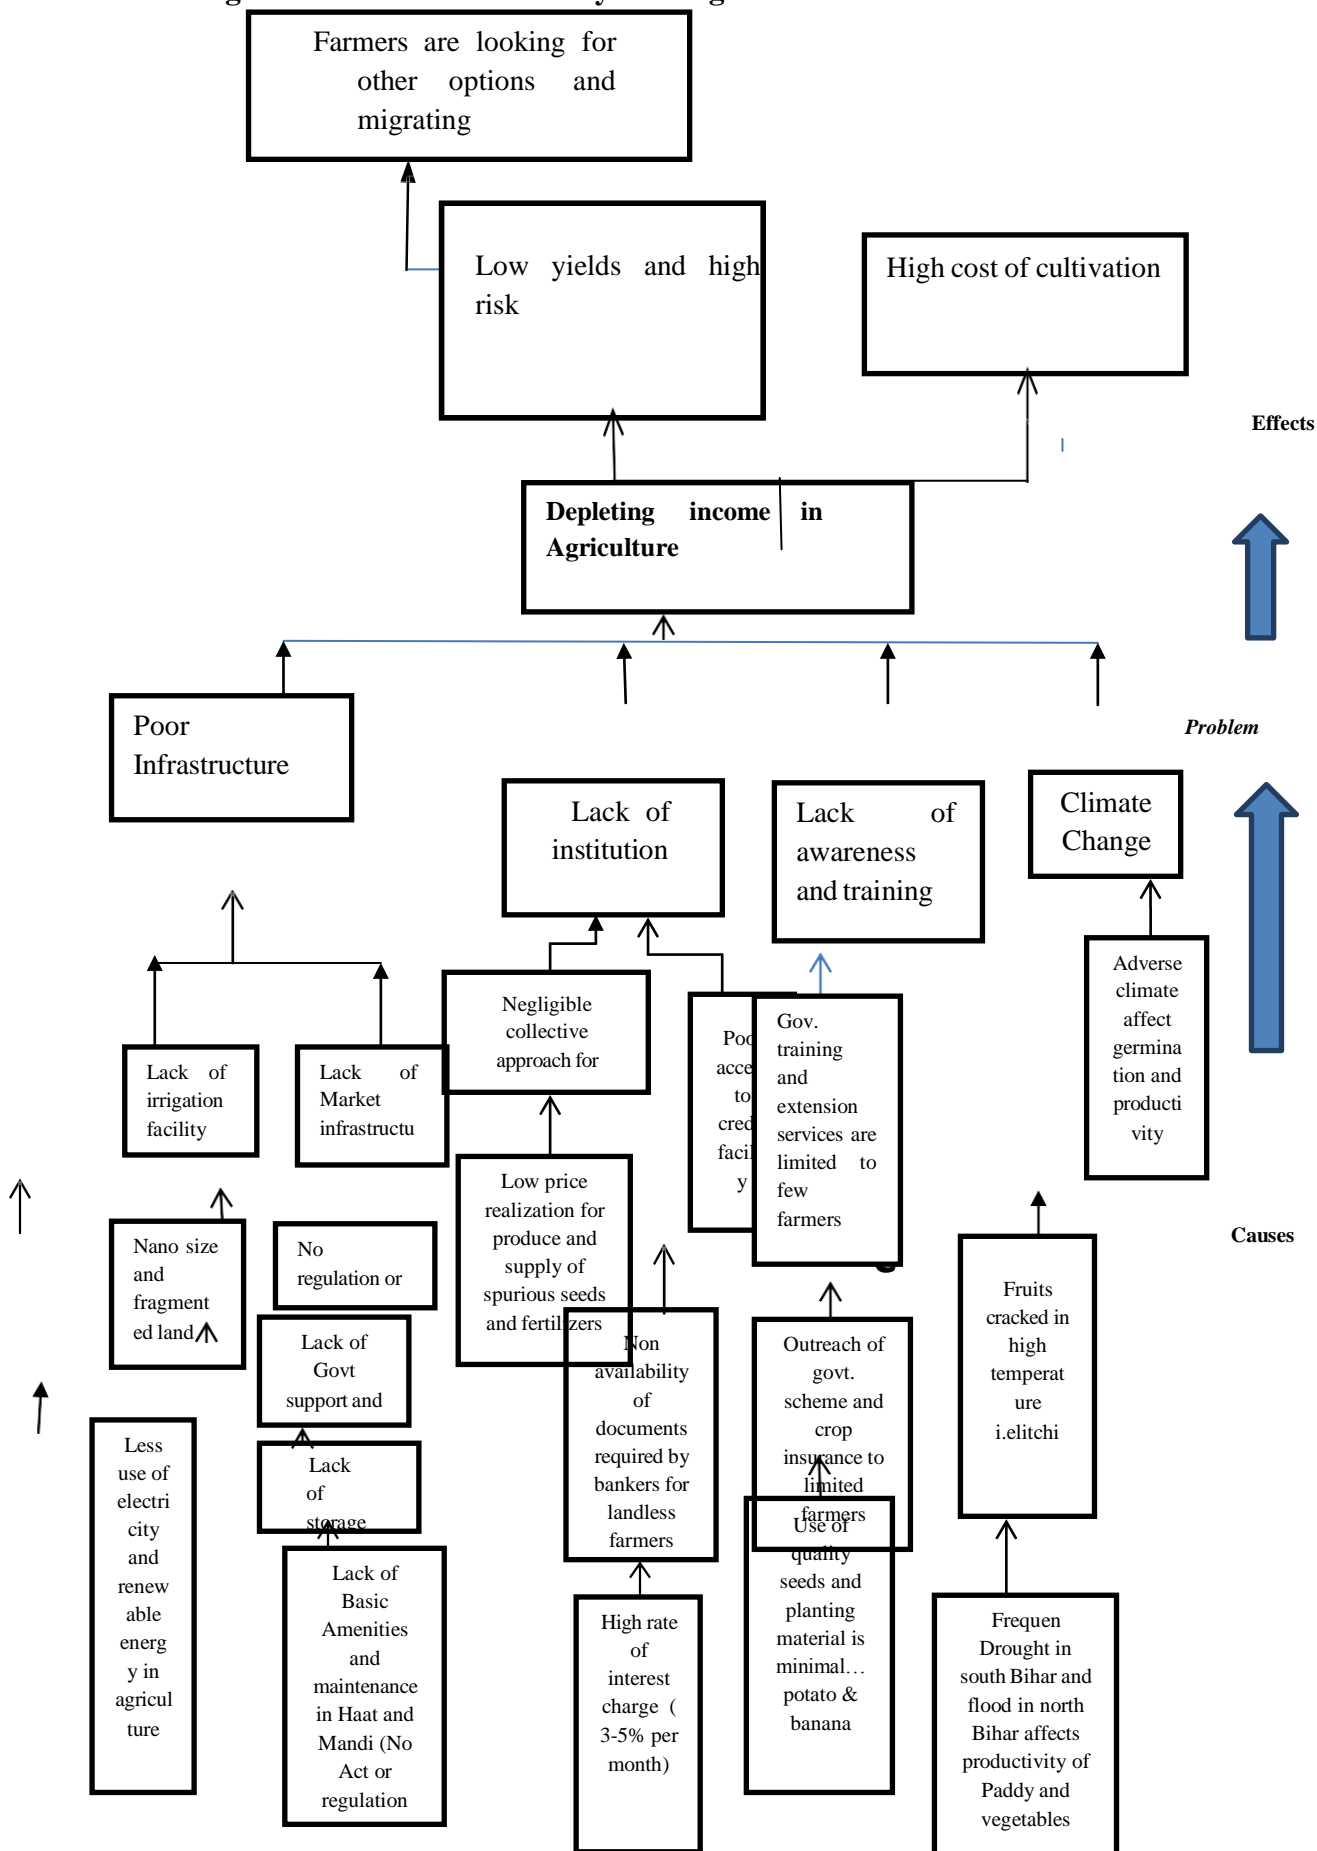 Farmers are looking for
other options and
migrating
Low yields and high
risk
High cost of cultivation
Effects
Depleting income in
Agriculture
Poor
Infrastructure
Problem
Lack of
institution
Lack of
awareness
and training
Climate
Change
Lack of
irrigation
facility
Lack of
Market
infrastructu
Negligible
collective
approach for
Poo
acce
to
cred
facil
y
Gov.
training
and
extension
services are
limited to
few
farmers
Adverse
climate
affect
germina
tion and
producti
vity
Nano size
and
fragment
ed land
No
regulation or
Low price
realization for
produce and
supply of
spurious seeds
and fertilizers
Causes
Lack of
Govt
support and
Non
availability
of
documents
required by
bankers for
landless
farmers
Outreach of
govt.
scheme and
crop
insurance to
limited
farmers
Fruits
cracked in
high
temperat
ure
i.elitchi
Less
use of
electri
city
and
renew
able
energ
y in
agricul
ture
Lack
of
storage
Lack of
Basic
Amenities
and
maintenance
in Haat and
Mandi (No
Act or
regulation
High rate
of
interest
charge (
3-5% per
month)
Use of
quality
seeds and
planting
material is
minimal…
potato &
banana
Frequen
Drought in
south Bihar and
flood in north
Bihar affects
productivity of
Paddy and
vegetables